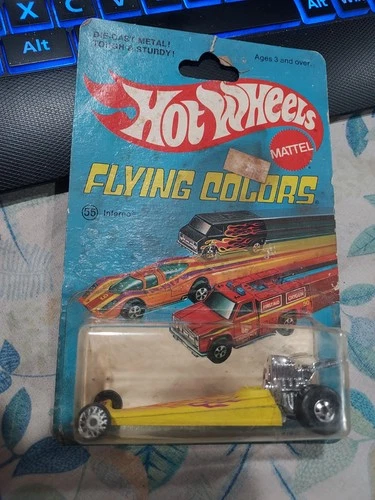 X
C
Alt
Alt
DIE-CAST METAL!
TOUGH & STURDY!
Ages 3 and over.
Hot Wheels
MATTEL
FLYING COLORS
55 Inferno